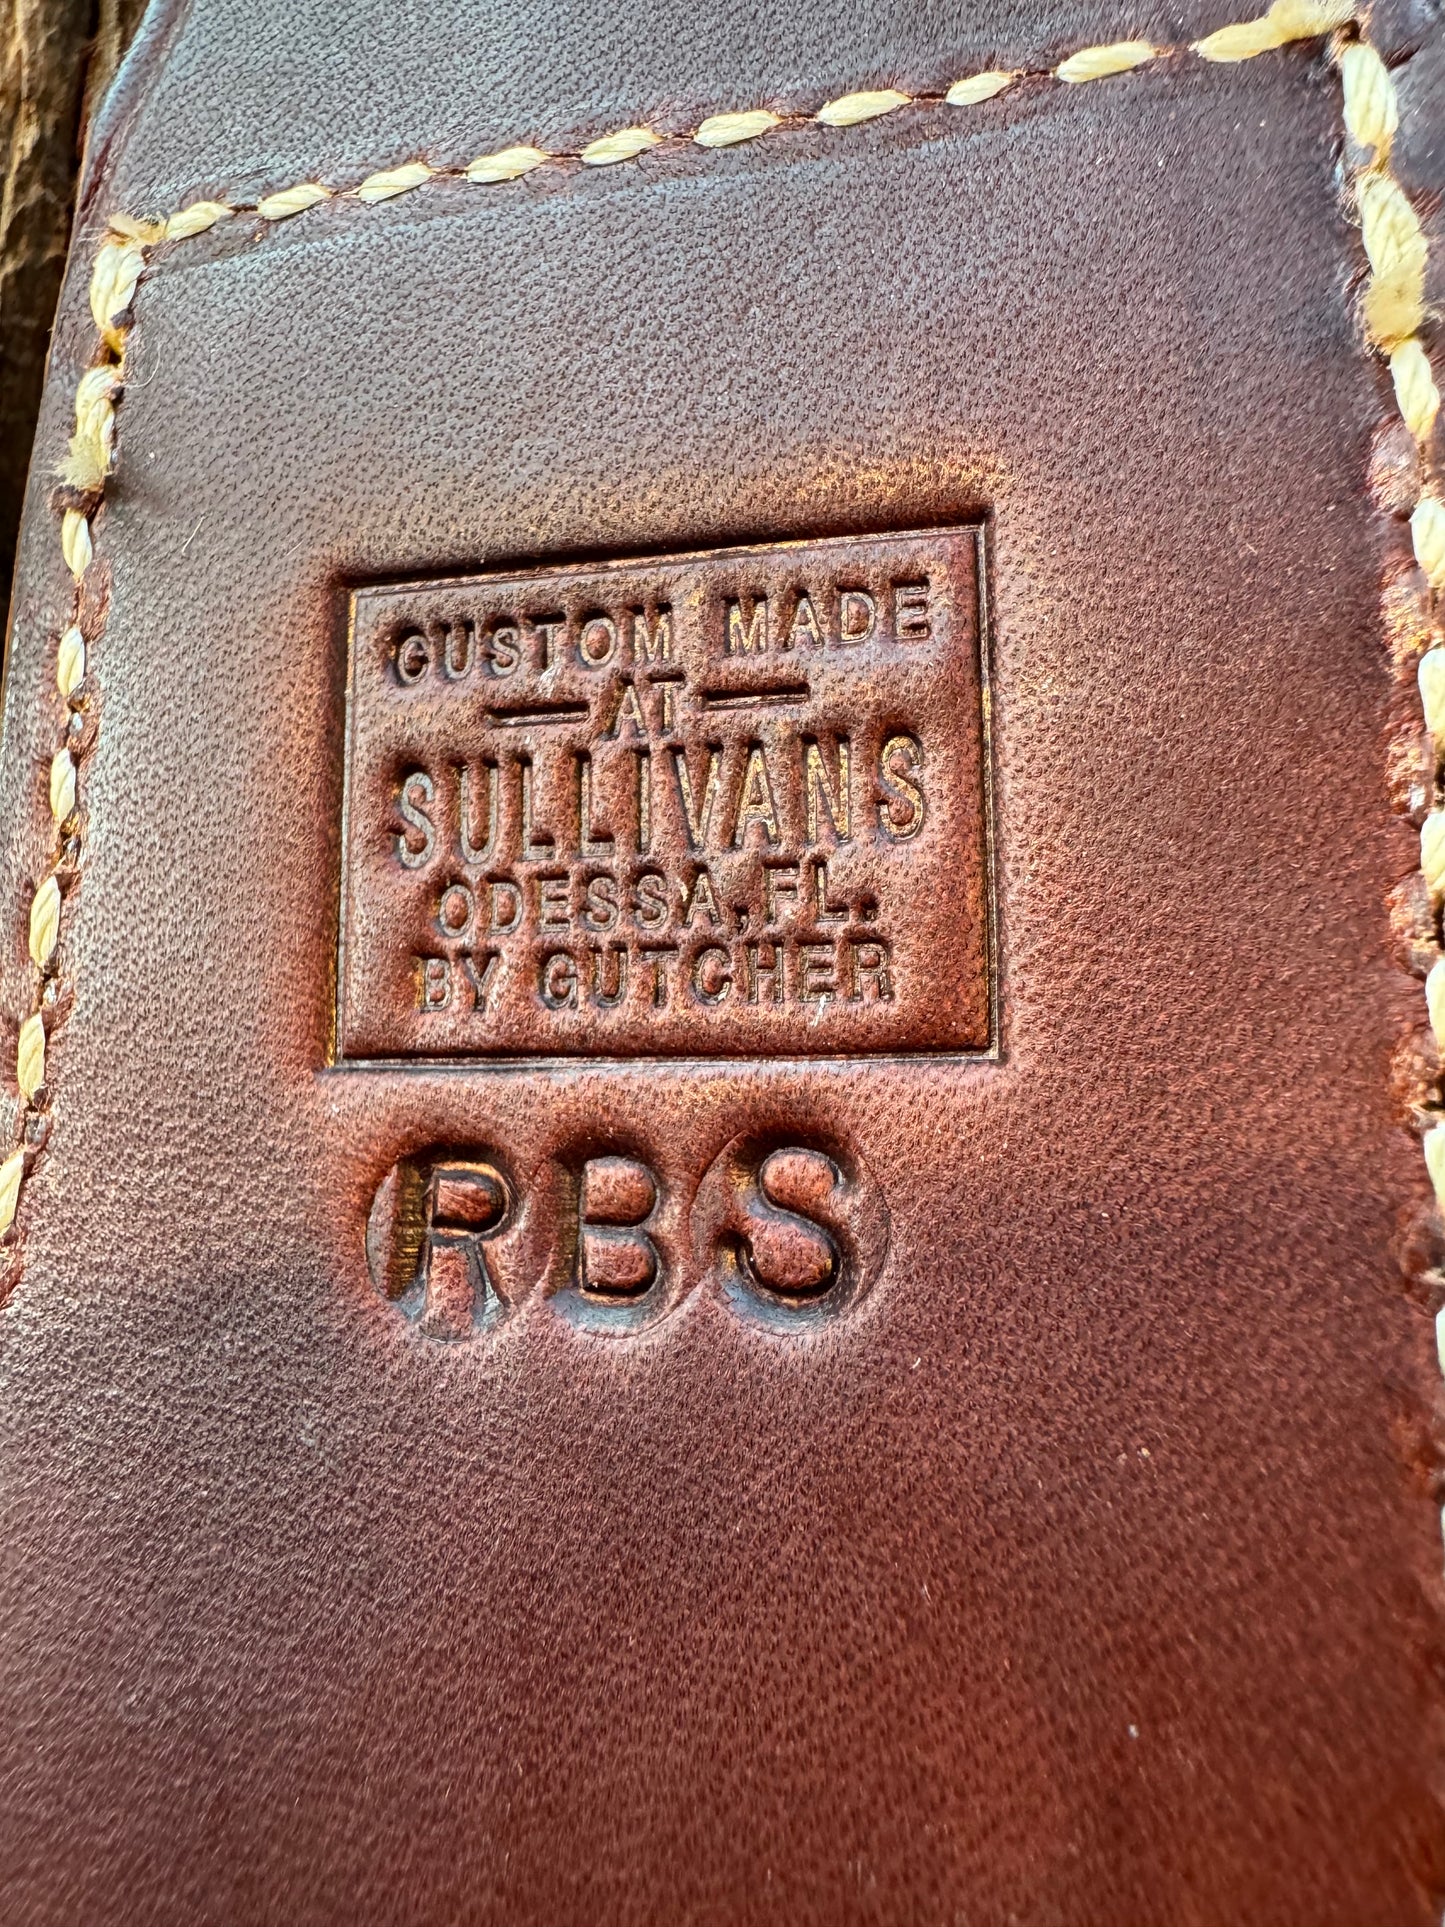 CUSTOM MADE
AT
SULLIVANS
ODESSA, FL.
BY GUTCHER
RBS